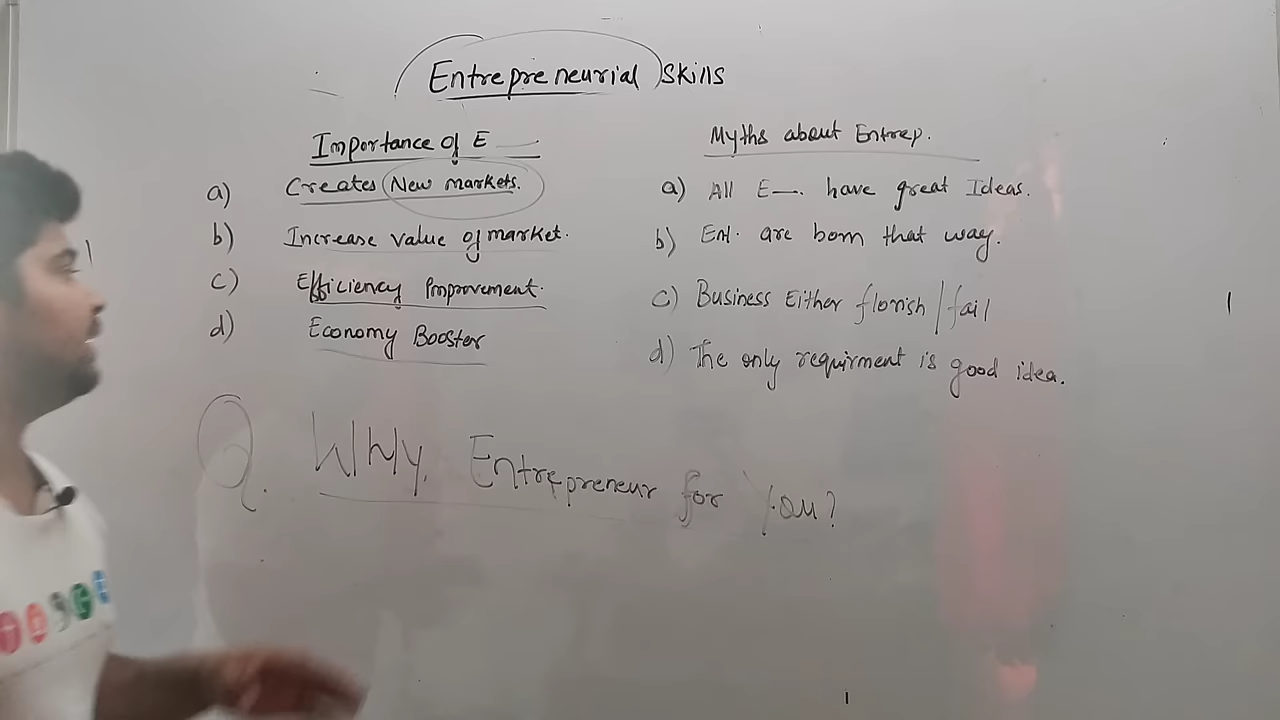 Entrepreneurial Skills
Importance of E
a) Creates New markets.
b) Increase value of market.
c) Efficiency Improvement.
d) Economy Booster
Myths about Entrep.
a) All E—. have great Ideas.
b) Ent. are born that way.
c) Business Either florish / fail
d) The only requirment is good idea.
Q. WHY. Entrepreneur for You?